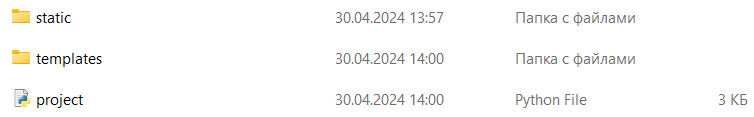 static 30.04.2024 13:57 Папка с файлами
templates 30.04.2024 14:00 Папка с файлами
project 30.04.2024 14:00 Python File 3 КБ